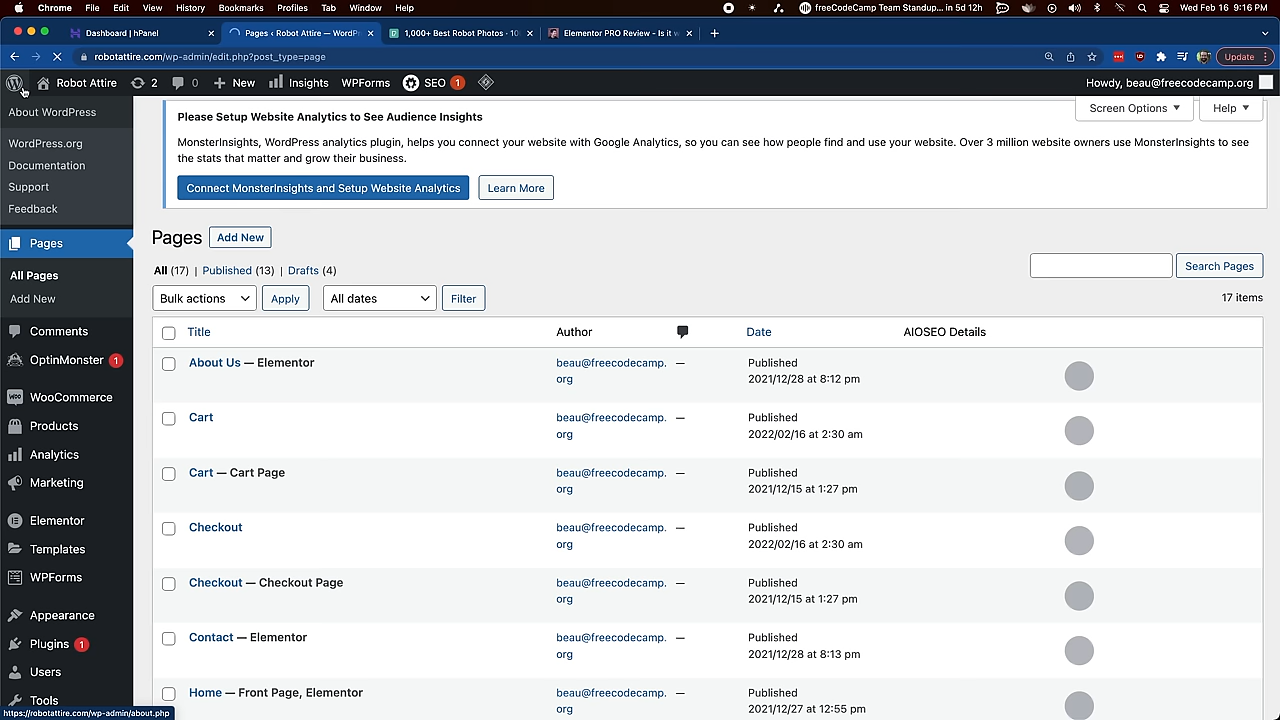 Chrome File Edit View History Bookmarks Profiles Tab Window Help freeCodeCamp Team Standup... in 5d 12h Wed Feb 16 9:16 PM
Dashboard | hPanel Pages ‹ Robot Attire — WordPr 1,000+ Best Robot Photos · 10 Elementor PRO Review - Is it w
robotattire.com/wp-admin/edit.php?post_type=page Update
Robot Attire 2 0 New Insights WPForms SEO 1 Howdy, beau@freecodecamp.org
About WordPress
WordPress.org
Documentation
Support
Feedback
Pages
All Pages
Add New
Comments
OptinMonster 1
WooCommerce
Products
Analytics
Marketing
Elementor
Templates
WPForms
Appearance
Plugins 1
Users
Tools
https://robotattire.com/wp-admin/about.php
Screen Options Help
Please Setup Website Analytics to See Audience Insights
MonsterInsights, WordPress analytics plugin, helps you connect your website with Google Analytics, so you can see how people find and use your website. Over 3 million website owners use MonsterInsights to see
the stats that matter and grow their business.
Connect MonsterInsights and Setup Website Analytics Learn More
Pages Add New
All (17) | Published (13) | Drafts (4)
Search Pages
Bulk actions Apply All dates Filter
17 items
Title Author Date AIOSEO Details
About Us — Elementor beau@freecodecamp. — Published
org 2021/12/28 at 8:12 pm
Cart beau@freecodecamp. — Published
org 2022/02/16 at 2:30 am
Cart — Cart Page beau@freecodecamp. — Published
org 2021/12/15 at 1:27 pm
Checkout beau@freecodecamp. — Published
org 2022/02/16 at 2:30 am
Checkout — Checkout Page beau@freecodecamp. — Published
org 2021/12/15 at 1:27 pm
Contact — Elementor beau@freecodecamp. — Published
org 2021/12/28 at 8:13 pm
Home — Front Page, Elementor beau@freecodecamp. — Published
org 2021/12/27 at 12:55 pm